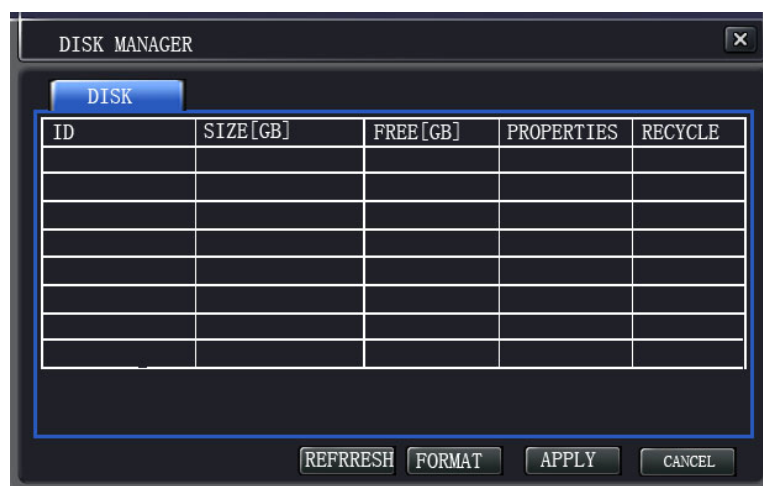 DISK MANAGER
DISK
ID SIZE[GB] FREE[GB] PROPERTIES RECYCLE
REFRRESH FORMAT APPLY CANCEL